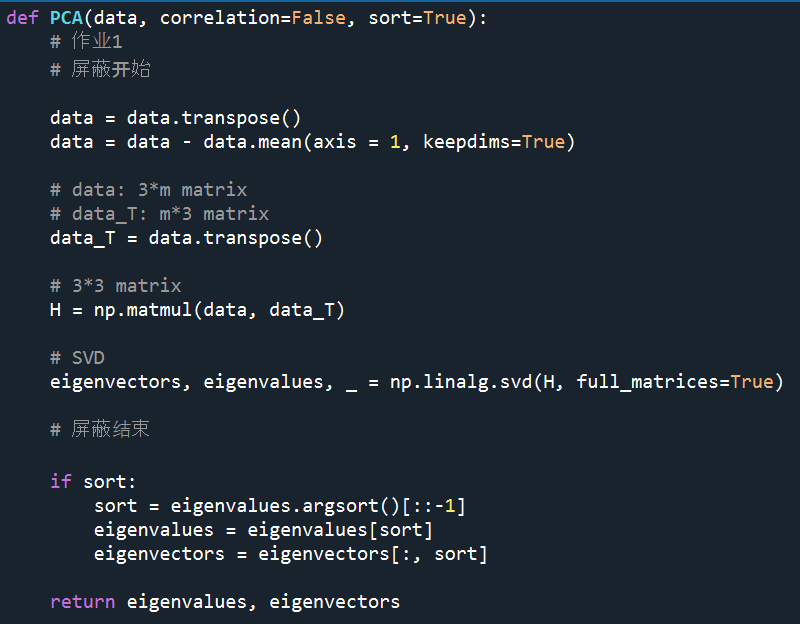 def PCA(data, correlation=False, sort=True):
    # 作业1
    # 屏蔽开始
    data = data.transpose()
    data = data - data.mean(axis = 1, keepdims=True)
    # data: 3*m matrix
    # data_T: m*3 matrix
    data_T = data.transpose()
    # 3*3 matrix
    H = np.matmul(data, data_T)
    # SVD
    eigenvectors, eigenvalues, _ = np.linalg.svd(H, full_matrices=True)
    # 屏蔽结束
    if sort:
        sort = eigenvalues.argsort()[::-1]
        eigenvalues = eigenvalues[sort]
        eigenvectors = eigenvectors[:, sort]
    return eigenvalues, eigenvectors